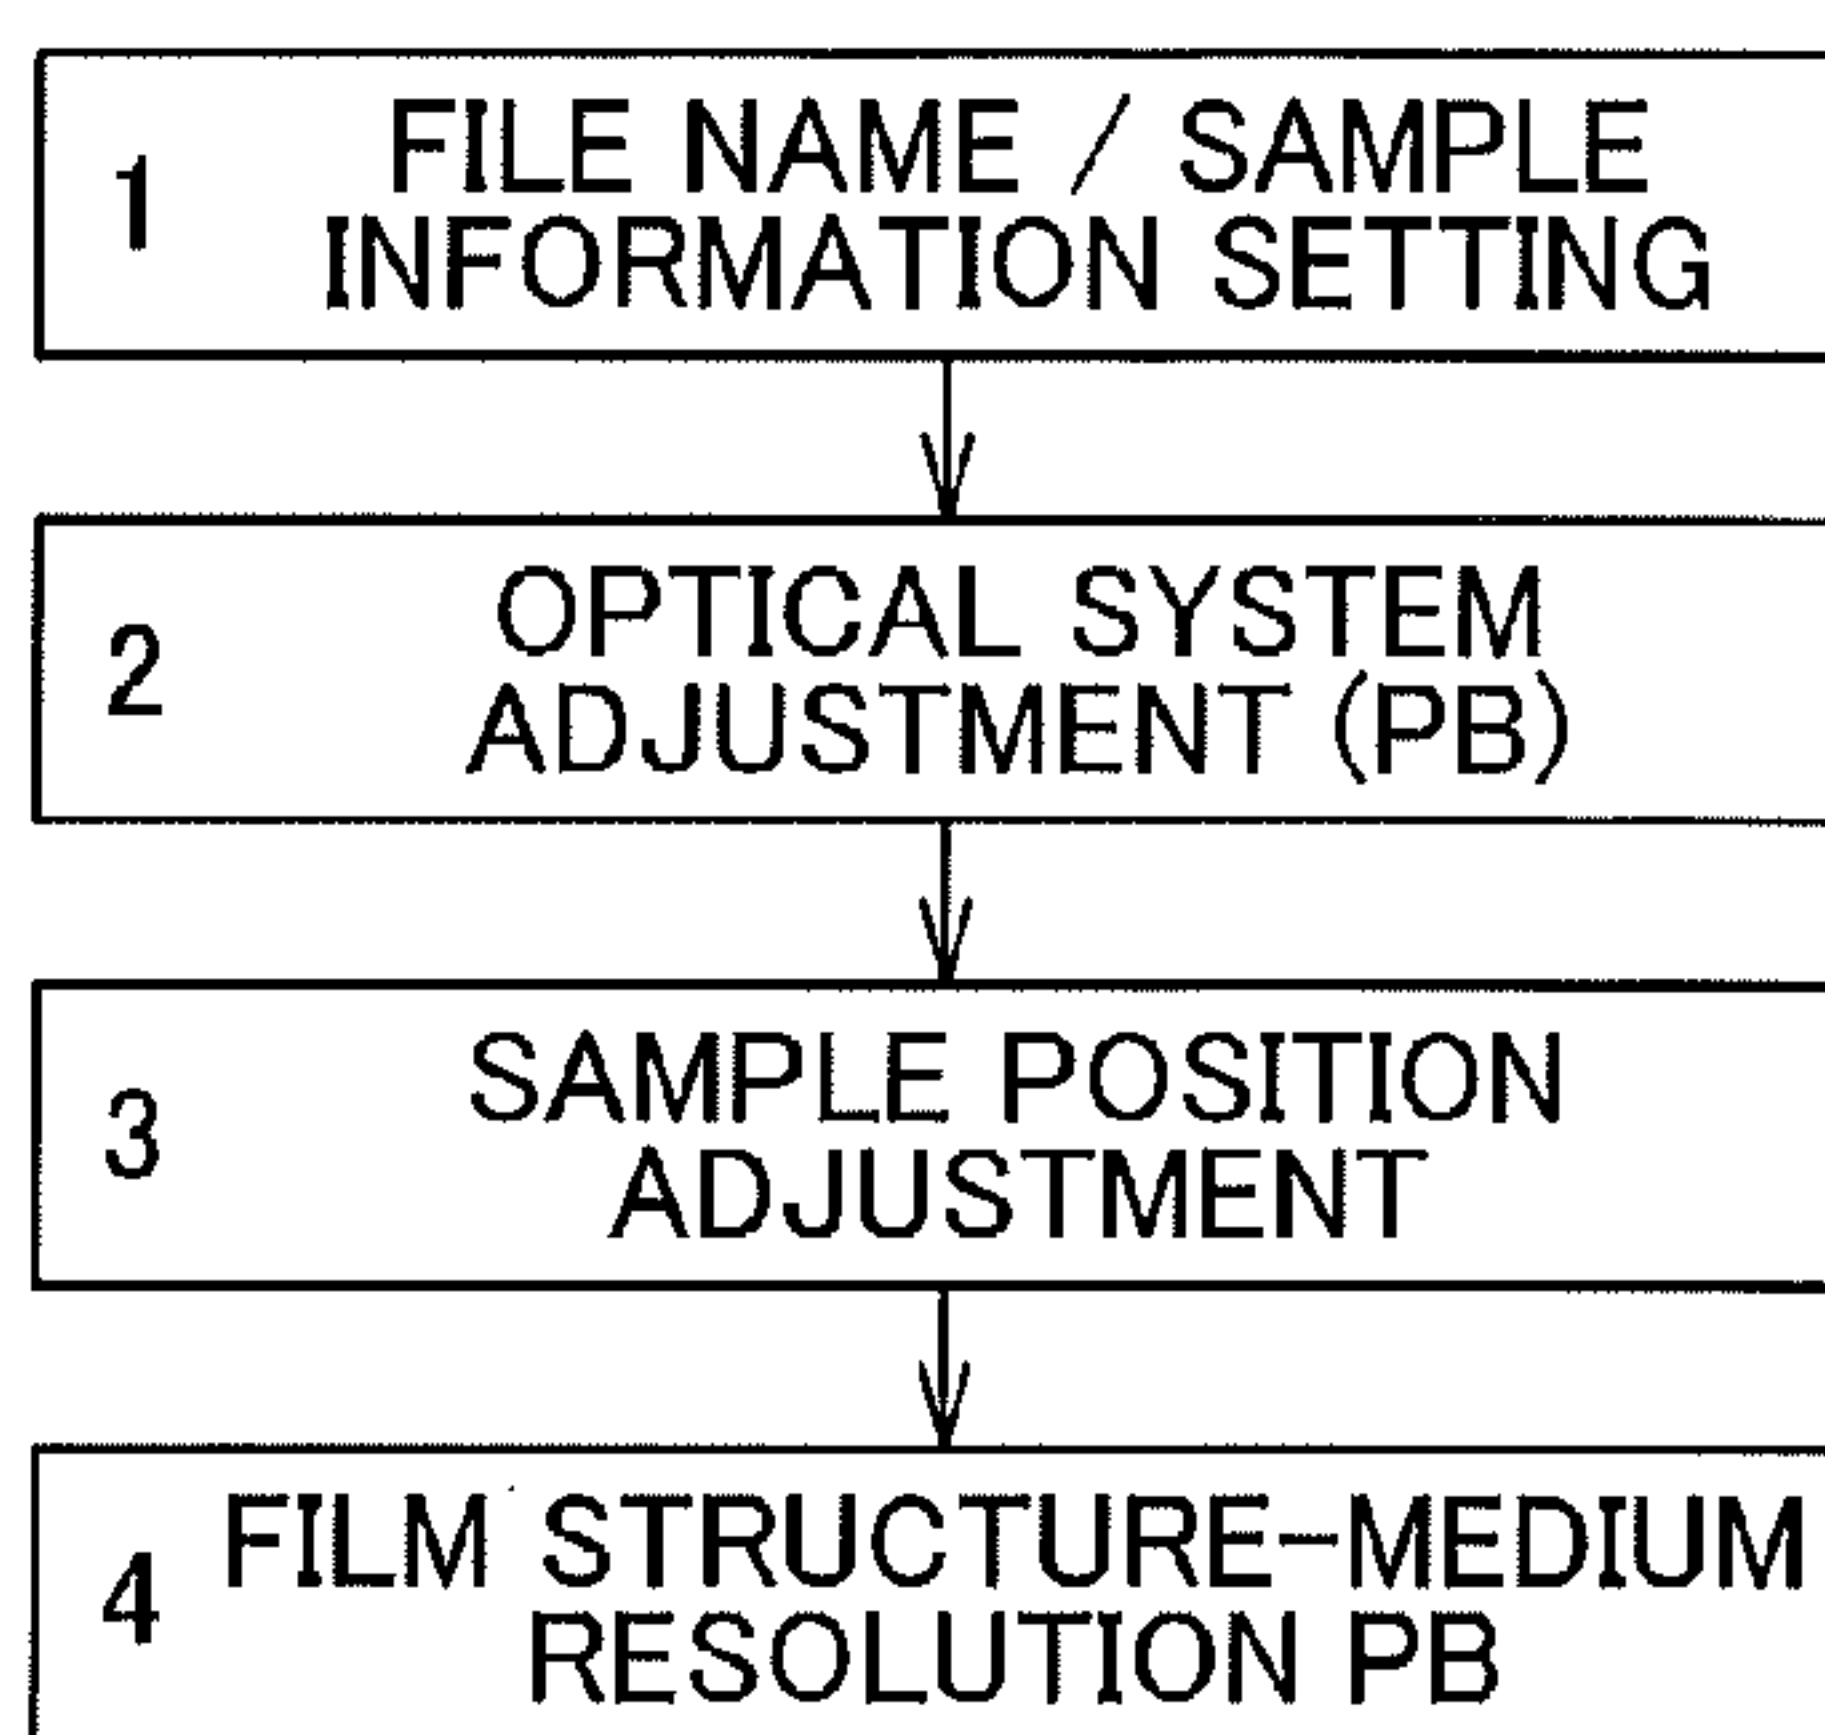 1
FILE NAME / SAMPLE
INFORMATION SETTING
2
OPTICAL SYSTEM
ADJUSTMENT (PB)
3
SAMPLE POSITION
ADJUSTMENT
4
FILM STRUCTURE-MEDIUM
RESOLUTION PB